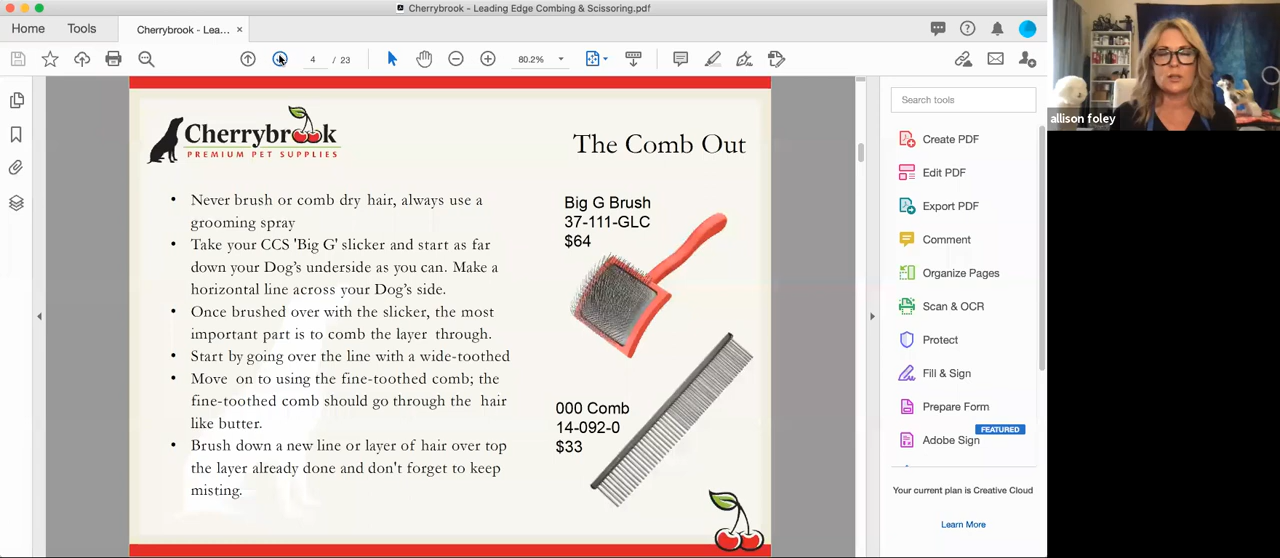 Cherrybrook - Leading Edge Combing & Scissoring.pdf
Home
Tools
Cherrybrook - Lea...
4 / 23
80.2%
allison foley
Cherrybrook
PREMIUM PET SUPPLIES
The Comb Out
• Never brush or comb dry hair, always use a
grooming spray
• Take your CCS 'Big G' slicker and start as far
down your Dog's underside as you can. Make a
horizontal line across your Dog's side.
• Once brushed over with the slicker, the most
important part is to comb the layer through.
• Start by going over the line with a wide-toothed
• Move on to using the fine-toothed comb; the
fine-toothed comb should go through the hair
like butter.
• Brush down a new line or layer of hair over top
the layer already done and don't forget to keep
misting.
Big G Brush
37-111-GLC
$64
000 Comb
14-092-0
$33
Search tools
Create PDF
Edit PDF
Export PDF
Comment
Organize Pages
Scan & OCR
Protect
Fill & Sign
Prepare Form
FEATURED
Adobe Sign
Your current plan is Creative Cloud
Learn More